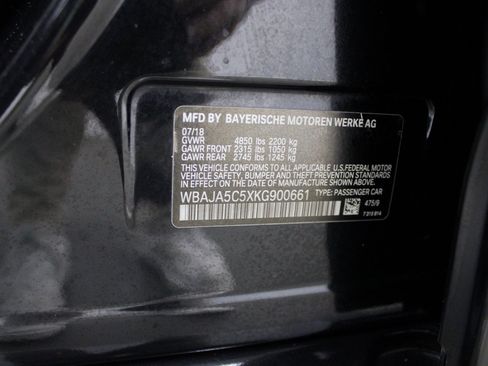 MFD BY BAYERISCHE MOTOREN WERKE AG
07/18
GVWR 4850 lbs 2200 kg
GAWR FRONT 2315 lbs 1050 kg
GAWR REAR 2745 lbs 1245 kg
THIS VEHICLE CONFORMS TO ALL APPLICABLE U.S. FEDERAL MOTOR
VEHICLE SAFETY, BUMPER AND THEFT PREVENTION STANDARDS
IN EFFECT ON THE DATE OF MANUFACTURE SHOWN ABOVE.
WBAJA5C5XKG900661 TYPE: PASSENGER CAR
475/9